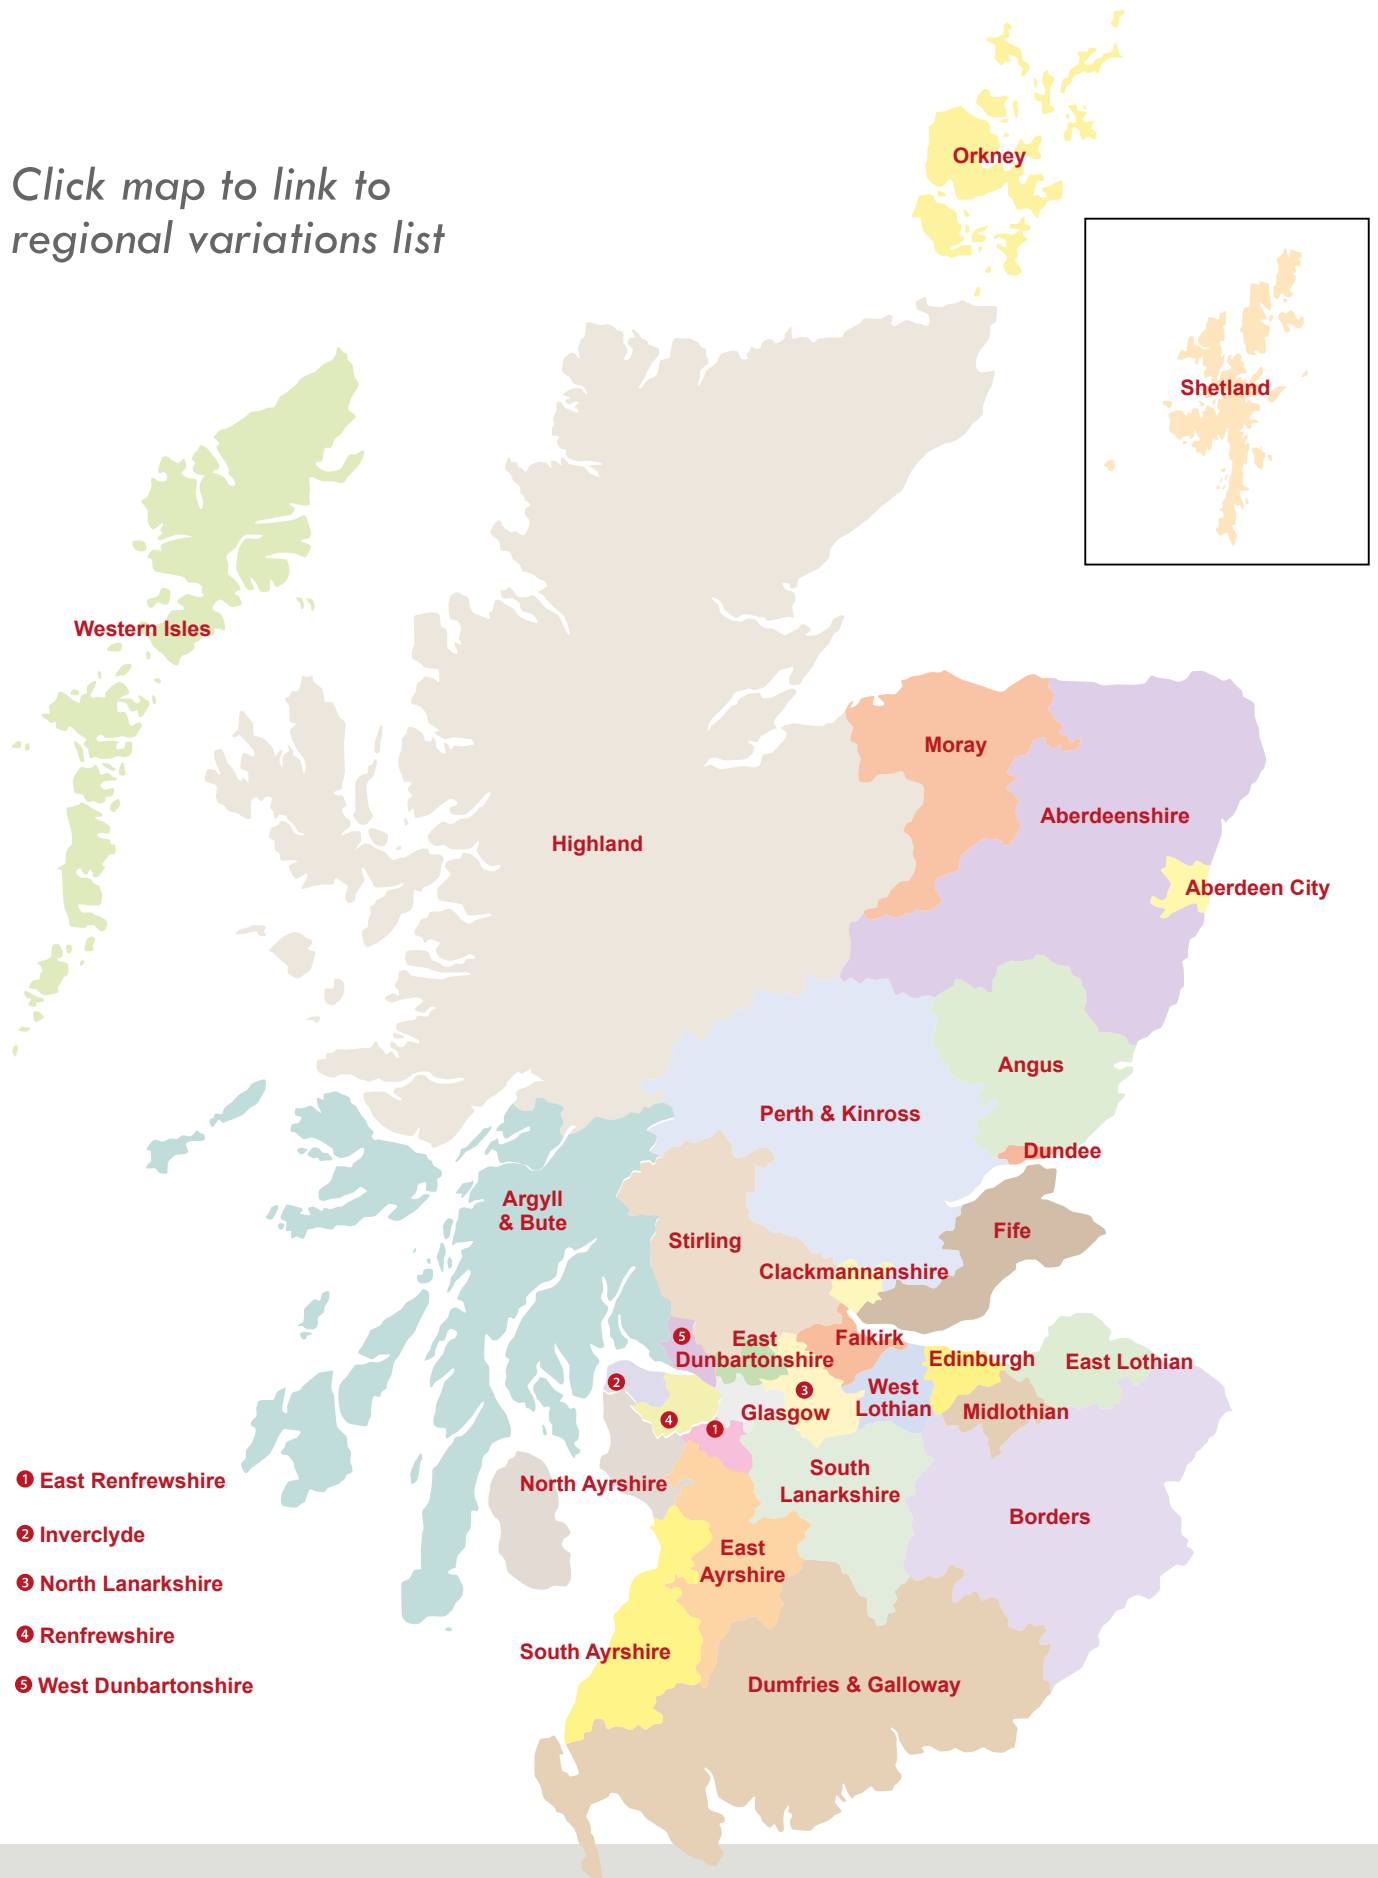 Click map to link to
regional variations list
Orkney
Shetland
Western Isles
Moray
Aberdeenshire
Highland
Aberdeen City
Angus
Perth & Kinross
Dundee
Argyll
& Bute
Stirling
Fife
Clackmannanshire
5
East
Dunbartonshire
Falkirk
Edinburgh
East Lothian
2
3
West
Lothian
4
Glasgow
Midlothian
1
South
Lanarkshire
North Ayrshire
Borders
East
Ayrshire
South Ayrshire
Dumfries & Galloway
1 East Renfrewshire
2 Inverclyde
3 North Lanarkshire
4 Renfrewshire
5 West Dunbartonshire